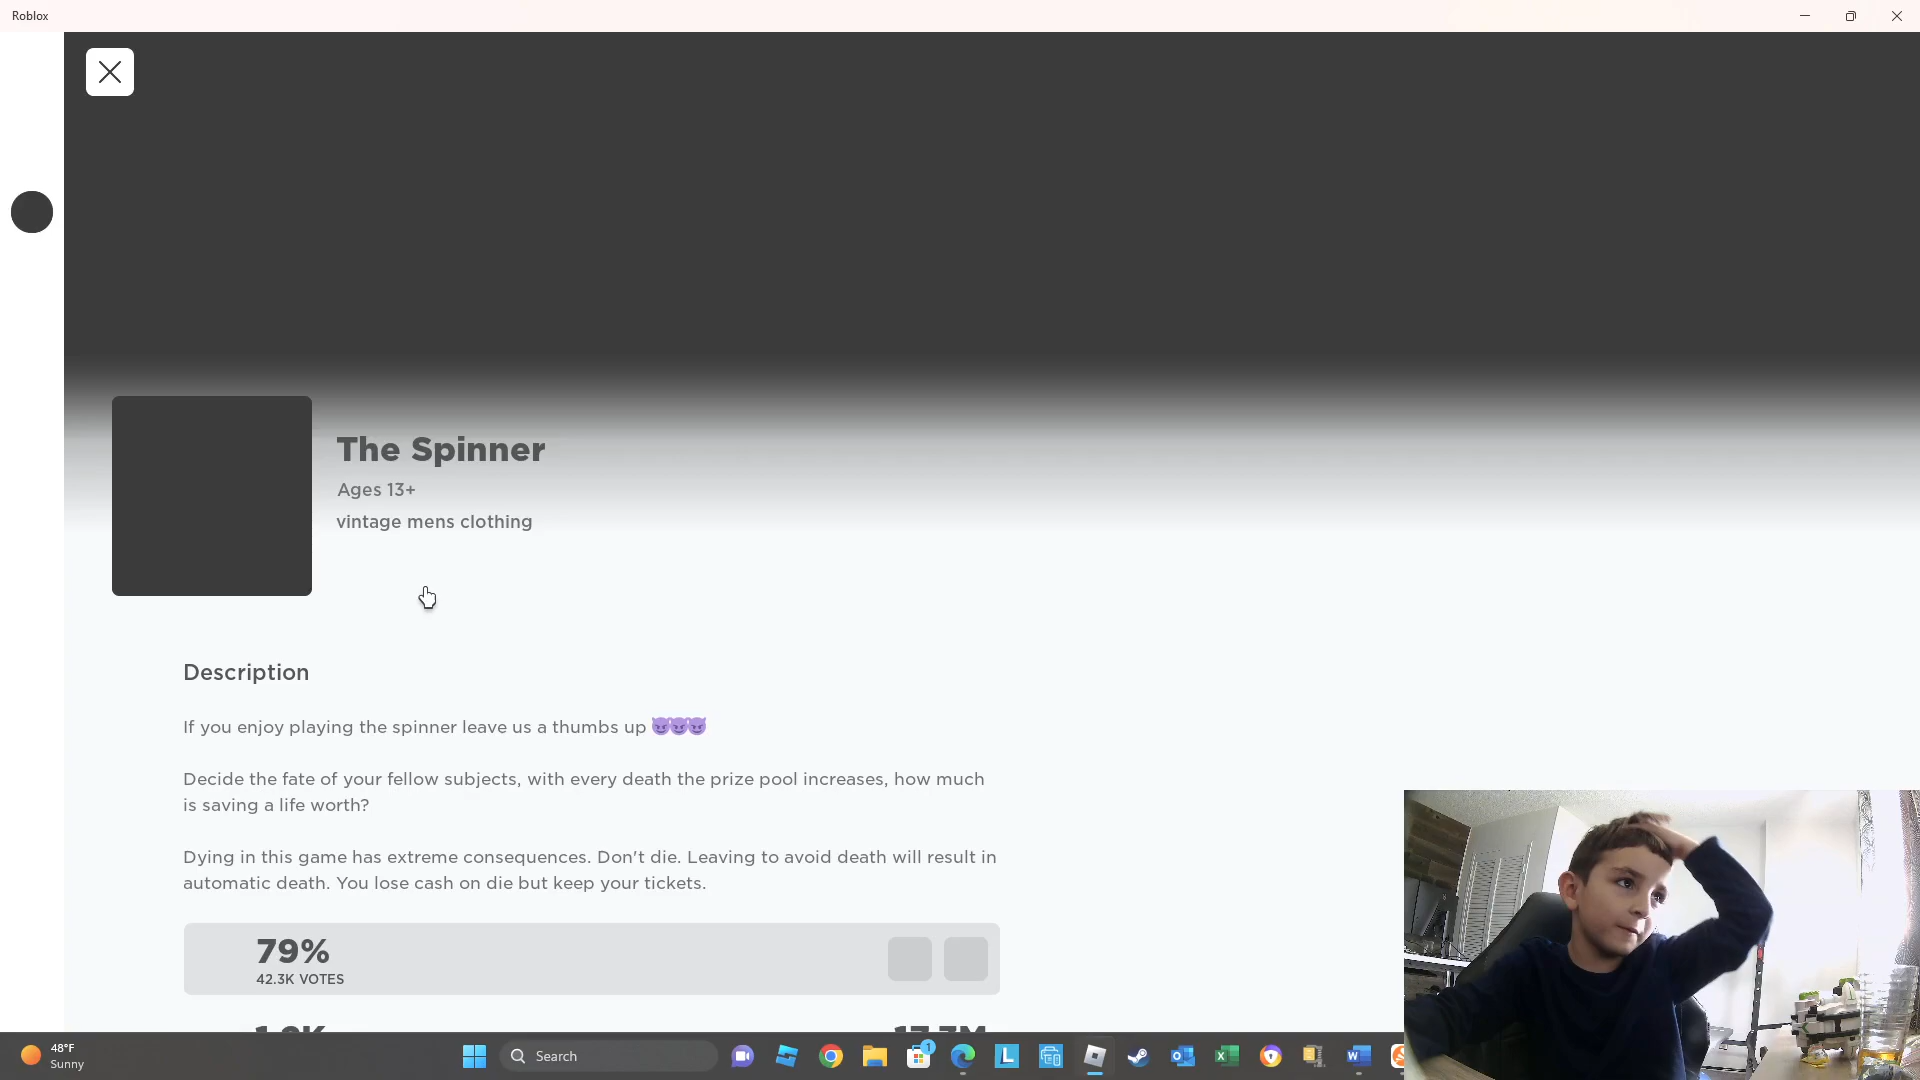 Roblox
The Spinner
Ages 13+
vintage mens clothing
Description
If you enjoy playing the spinner leave us a thumbs up 😈😈😈
Decide the fate of your fellow subjects, with every death the prize pool increases, how much
is saving a life worth?
Dying in this game has extreme consequences. Don't die. Leaving to avoid death will result in
automatic death. You lose cash on die but keep your tickets.
79%
42.3K VOTES
48°F
Sunny
Search
1
L